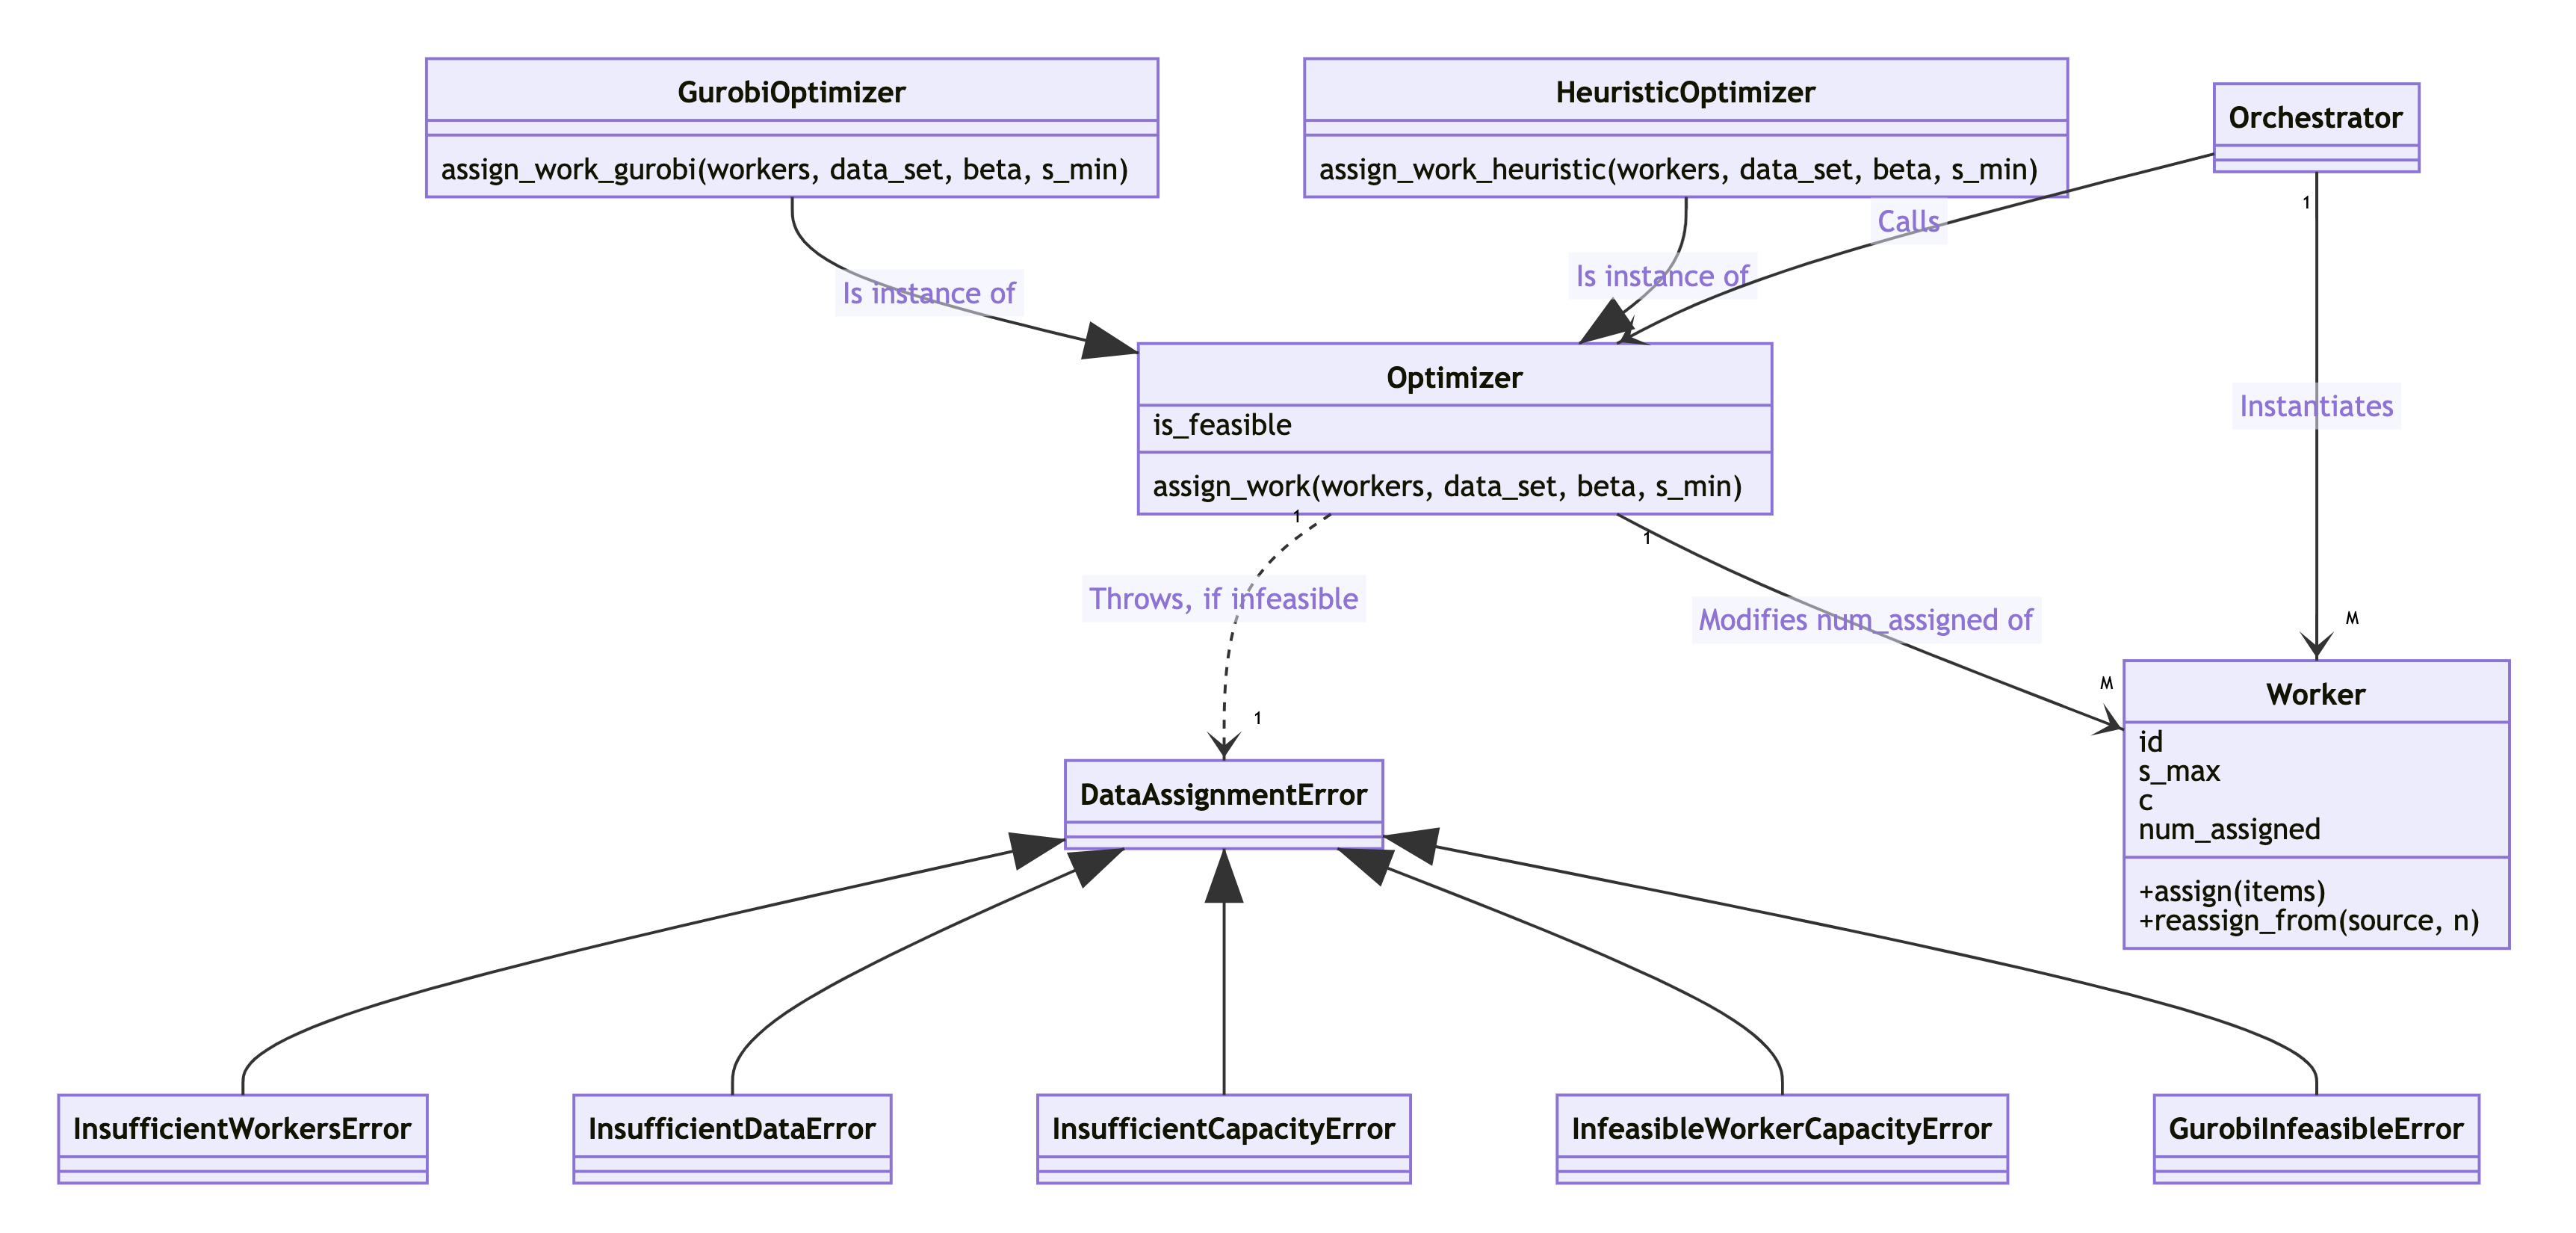 GurobiOptimizer
assign_work_gurobi(workers, data_set, beta, s_min)
HeuristicOptimizer
assign_work_heuristic(workers, data_set, beta, s_min)
Orchestrator
1
Calls
Is instance of
Is instance of
Instantiates
Optimizer
is_feasible
assign_work(workers, data_set, beta, s_min)
1
1
Throws, if infeasible
Modifies num_assigned of
M
M
1
Worker
id
s_max
c
num_assigned
+assign(items)
+reassign_from(source, n)
DataAssignmentError
InsufficientWorkersError
InsufficientDataError
InsufficientCapacityError
InfeasibleWorkerCapacityError
GurobiInfeasibleError